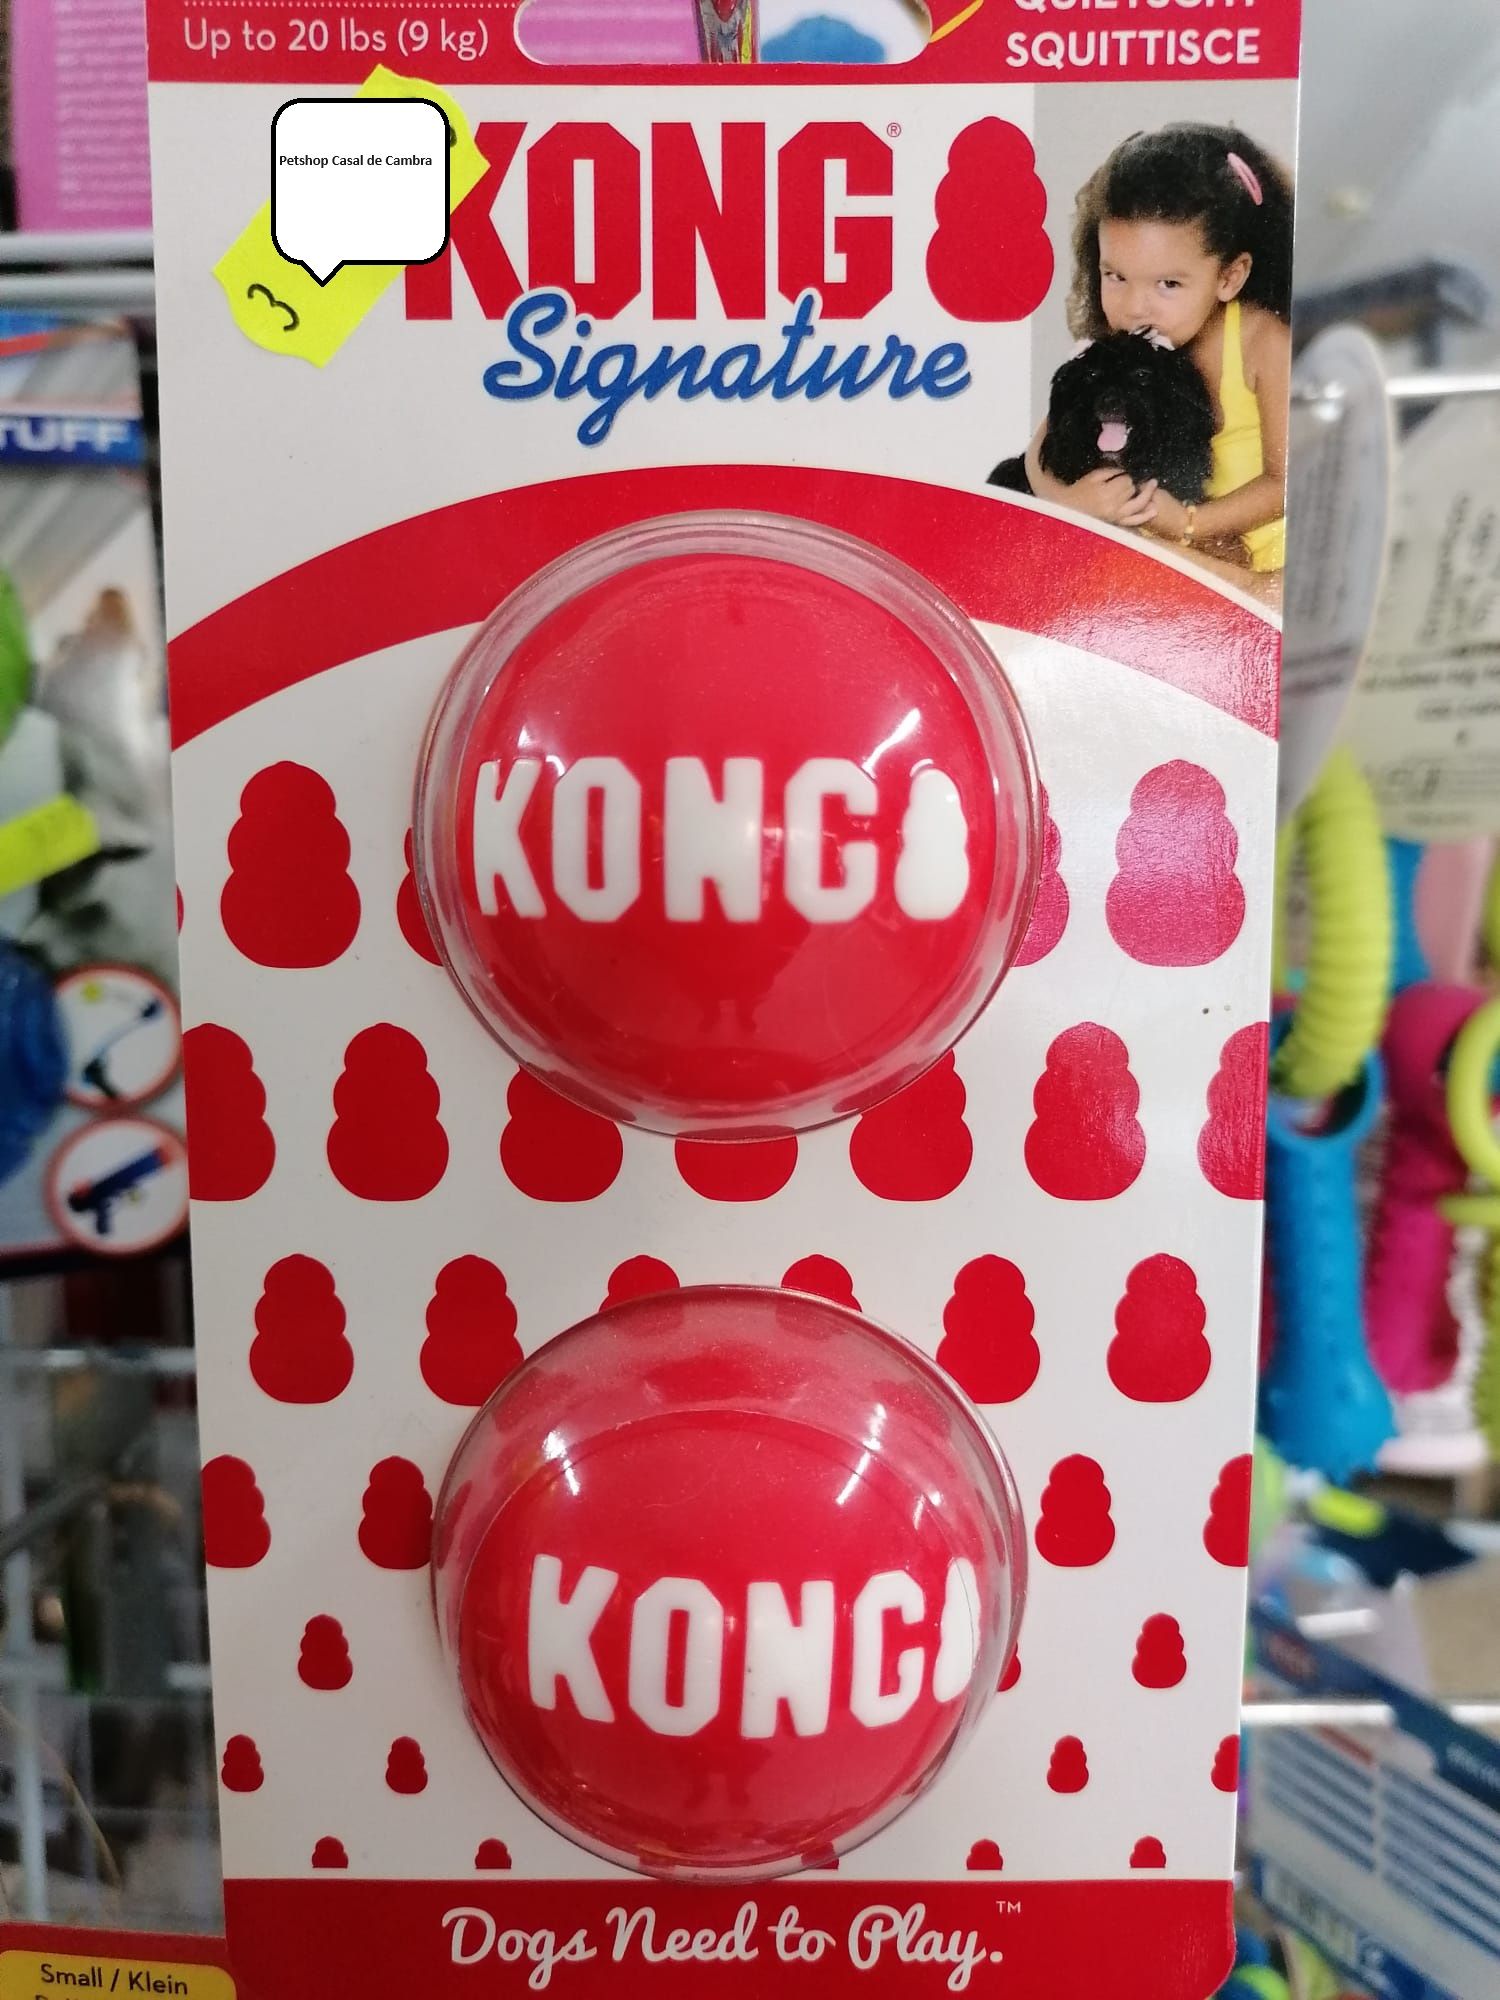 Up to 20 lbs (9 kg)
SQUITTISCE
Petshop Casal de Cambra
3
KONG®
Signature
TUFF
KONG
KONG
Dogs Need to Play.™
Small / Klein